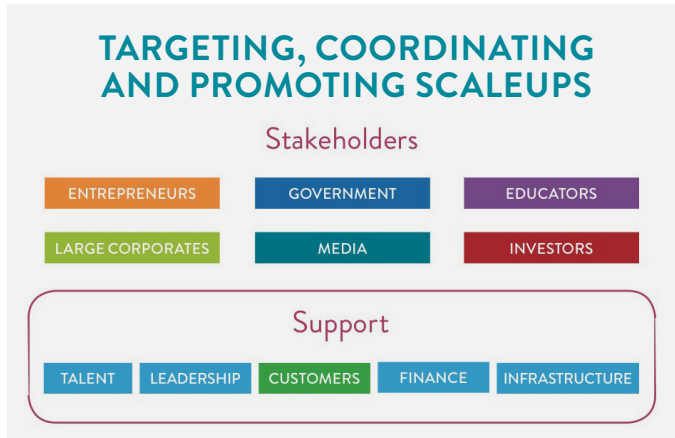 TARGETING, COORDINATING
AND PROMOTING SCALEUPS
Stakeholders
ENTREPRENEURS
GOVERNMENT
EDUCATORS
LARGE CORPORATES
MEDIA
INVESTORS
Support
TALENT
LEADERSHIP
CUSTOMERS
FINANCE
INFRASTRUCTURE